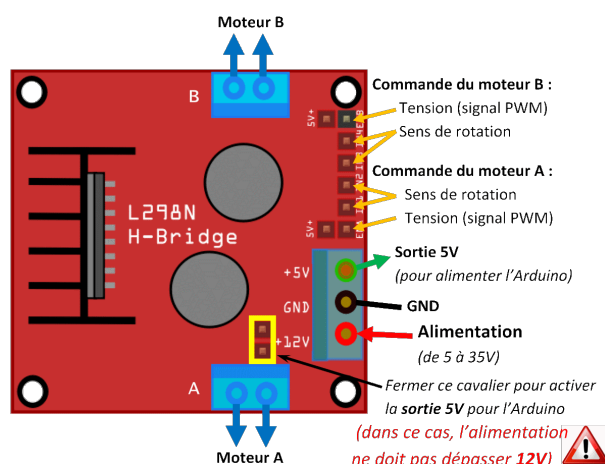 Moteur B
B
Commande du moteur B :
Tension (signal PWM)
Sens de rotation
5V+
Commande du moteur A :
Sens de rotation
Tension (signal PWM)
5V+
L298N
H-Bridge
+5V
GND
+12V
Sortie 5V
(pour alimenter l'Arduino)
GND
Alimentation
(de 5 à 35V)
A
Fermer ce cavalier pour activer
la sortie 5V pour l'Arduino
(dans ce cas, l'alimentation
ne doit pas dépasser 12V)
Moteur A